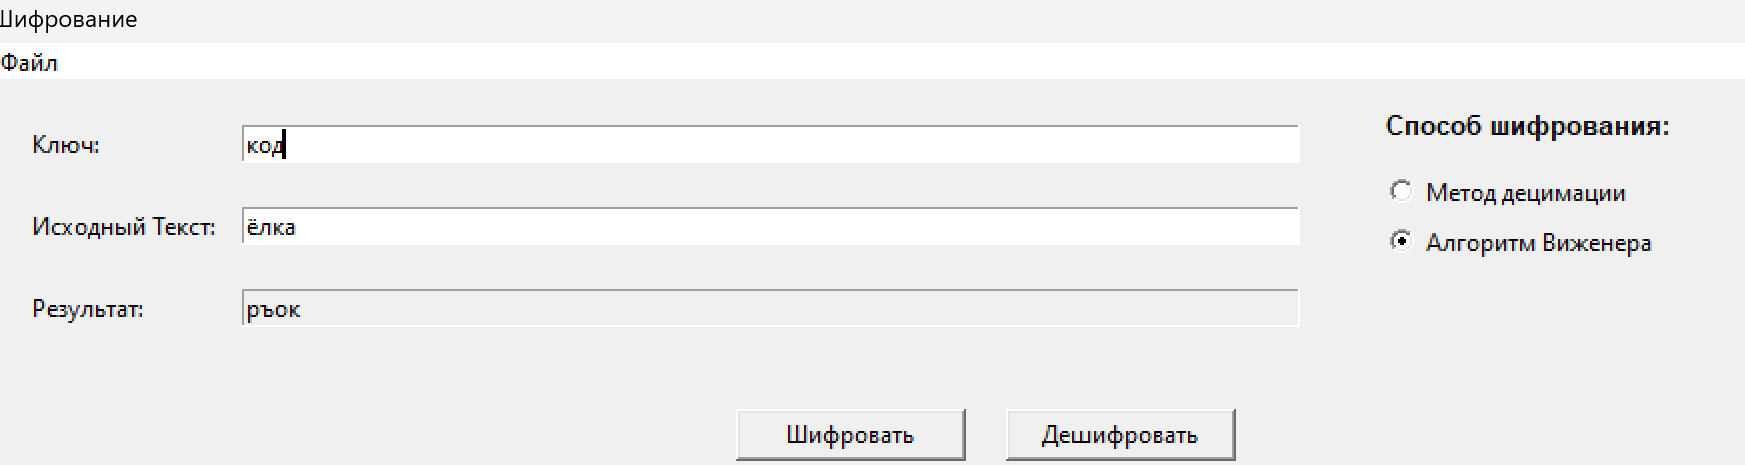 Шифрование
Файл
Ключ: код
Способ шифрования:
Метод децимации
Исходный Текст: ёлка
Алгоритм Виженера
Результат: ръок
Шифровать Дешифровать